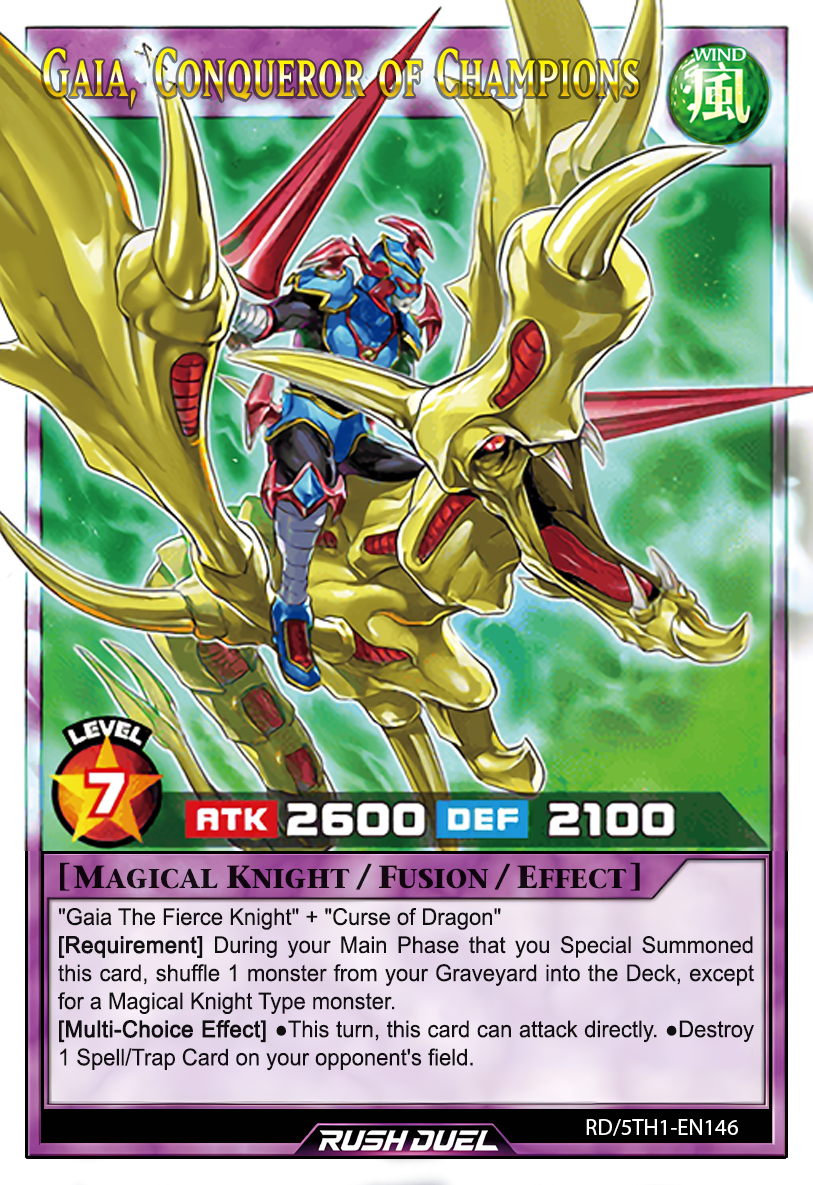 Gaia, Conqueror of Champions
WIND
風
LEVEL
7
ATK 2600 DEF 2100
[Magical Knight / Fusion / Effect]
"Gaia The Fierce Knight" + "Curse of Dragon"
[Requirement] During your Main Phase that you Special Summoned
this card, shuffle 1 monster from your Graveyard into the Deck, except
for a Magical Knight Type monster.
[Multi-Choice Effect] ●This turn, this card can attack directly. ●Destroy
1 Spell/Trap Card on your opponent's field.
RD/5TH1-EN146
RUSH DUEL